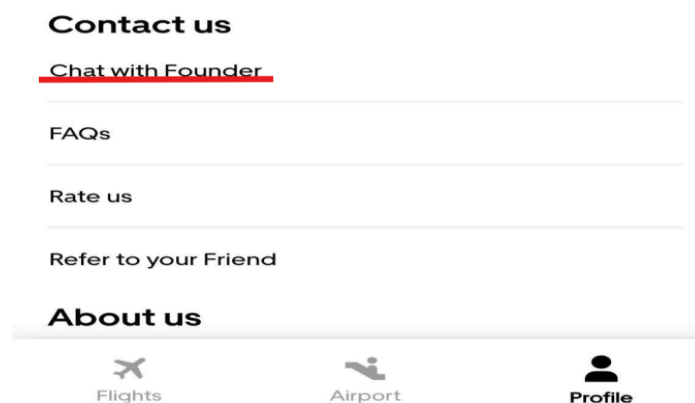 Contact us
Chat with Founder
FAQs
Rate us
Refer to your Friend
About us
Flights
Airport
Profile